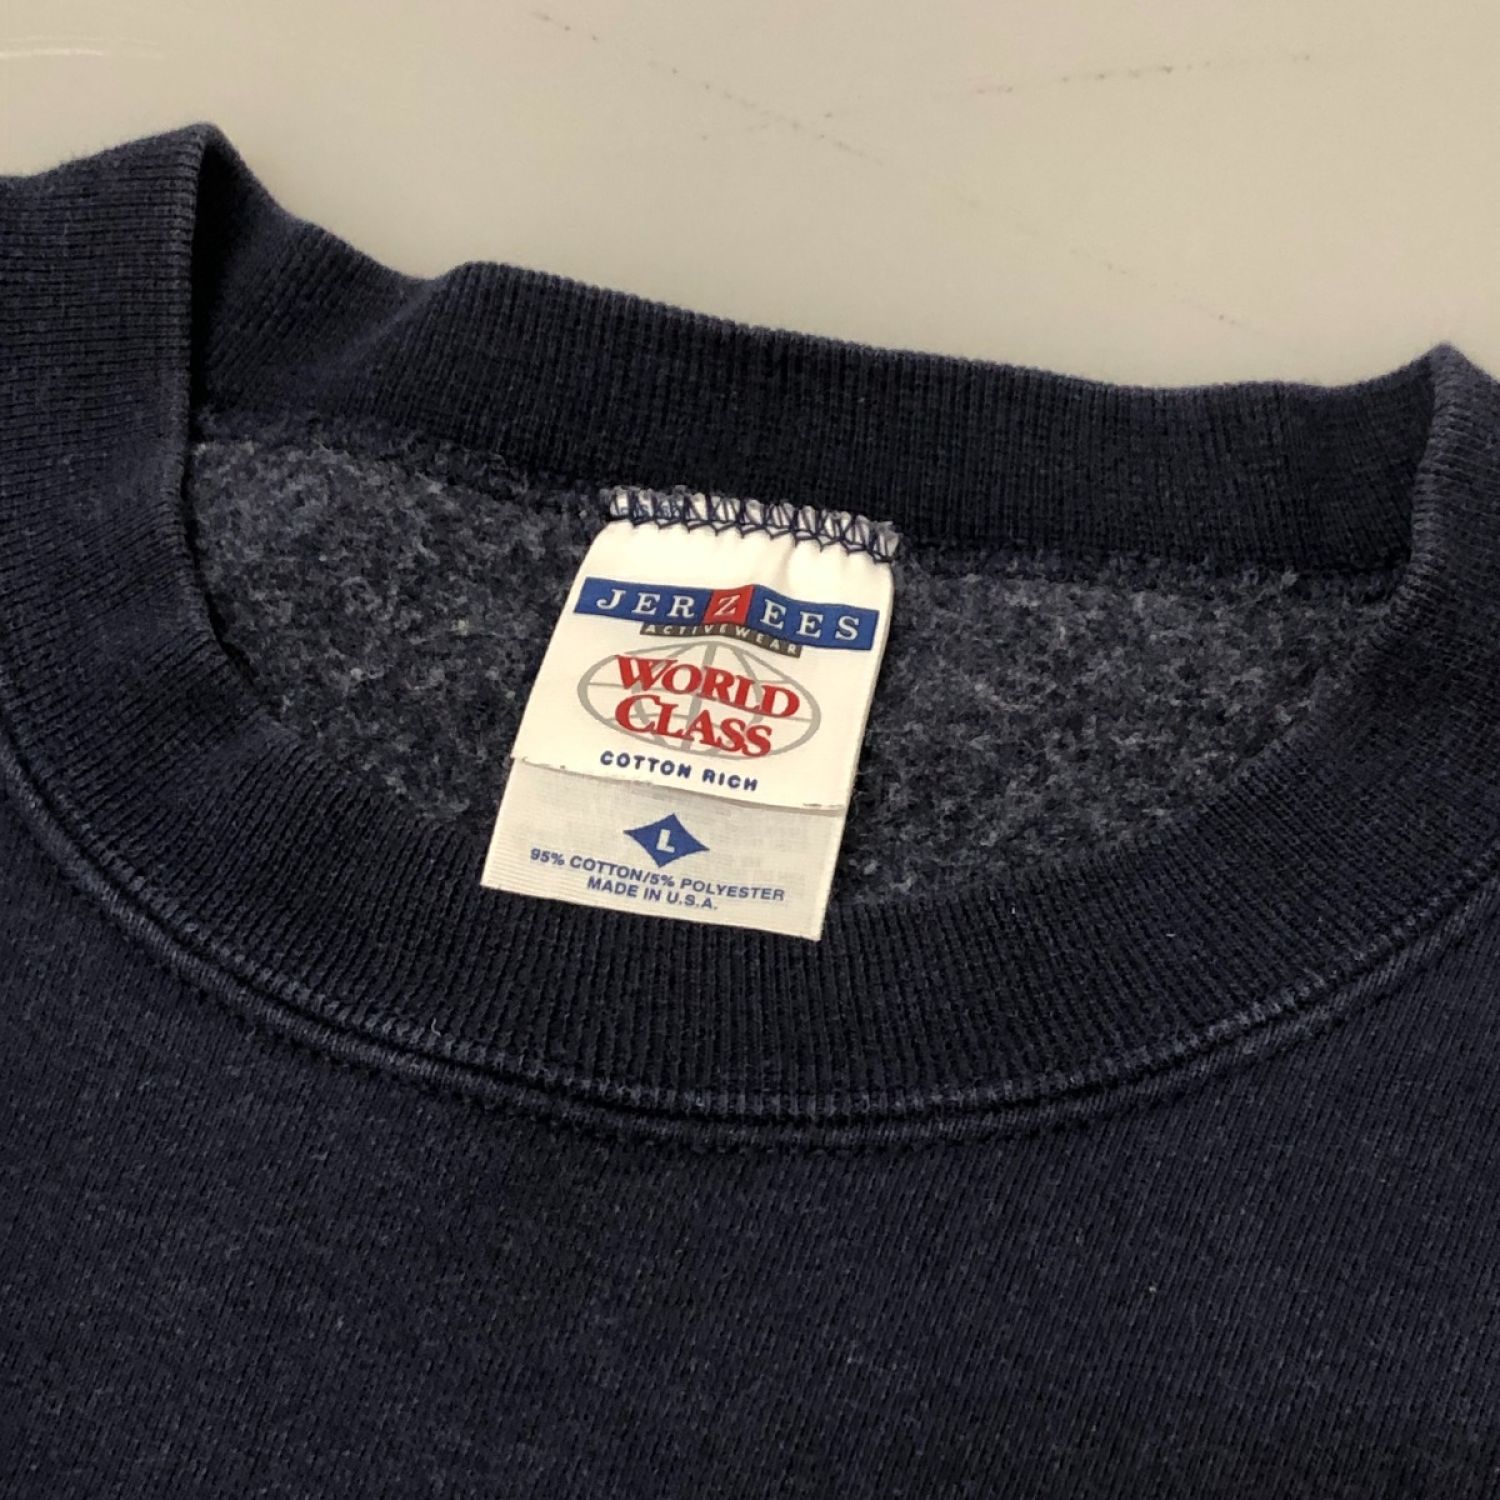 JERZEES
ACTIVEWEAR
WORLD
CLASS
COTTON RICH
L
95% COTTON/5% POLYESTER
MADE IN U.S.A.